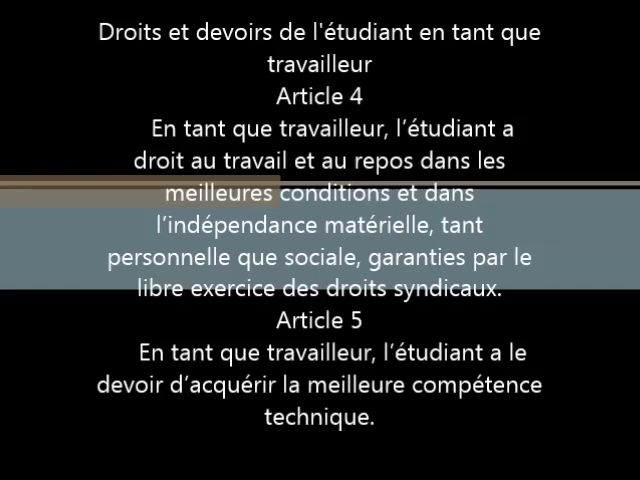 Droits et devoirs de l'étudiant en tant que
travailleur
Article 4
En tant que travailleur, l’étudiant a
droit au travail et au repos dans les
meilleures conditions et dans
l’indépendance matérielle, tant
personnelle que sociale, garanties par le
libre exercice des droits syndicaux.
Article 5
En tant que travailleur, l’étudiant a le
devoir d’acquérir la meilleure compétence
technique.